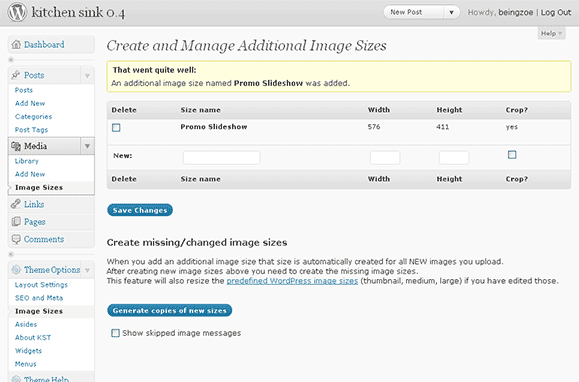 kitchen sink 0.4
New Post
Howdy, beingzoe | Log Out
Help
Dashboard
Posts
Posts
Add New
Categories
Post Tags
Media
Library
Add New
Image Sizes
Links
Pages
Comments
Theme Options
Layout Settings
SEO and Meta
Image Sizes
Asides
About KST
Widgets
Menus
Theme Help
Create and Manage Additional Image Sizes
That went quite well:
An additional image size named Promo Slideshow was added.
Delete Size name Width Height Crop?
Promo Slideshow 576 411 yes
New:
Delete Size name Width Height Crop?
Save Changes
Create missing/changed image sizes
When you add an additional image size that size is automatically created for all NEW images you upload.
After creating new image sizes above you need to create the missing image sizes.
This feature will also resize the predefined WordPress image sizes (thumbnail, medium, large) if you have edited those.
Generate copies of new sizes
Show skipped image messages